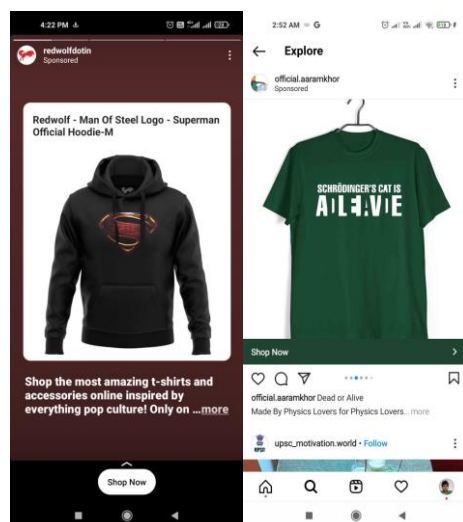 4:22 PM
redwolfdotin
Sponsored
Redwolf - Man Of Steel Logo - Superman
Official Hoodie-M
Shop the most amazing t-shirts and
accessories online inspired by
everything pop culture! Only on ...more
Shop Now
2:52 AM
G
Explore
official.aaramkhor
Sponsored
SCHRÖDINGER'S CAT IS
Shop Now
official.aaramkhor Dead or Alive
Made By Physics Lovers for Physics Lovers... more
upsc_motivation.world • Follow